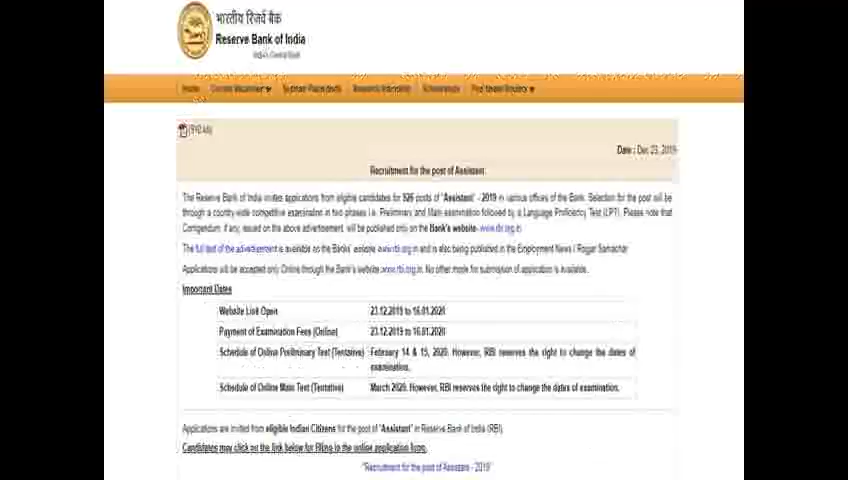 भारतीय रिज़र्व बैंक
Reserve Bank of India
India's Central Bank
Home Current Vacancies
Date : Dec 23, 2019
Recruitment for the post of Assistant
The Reserve Bank of India invites applications from eligible candidates for 926 posts of "Assistant" - 2019 in various offices of the Bank. Selection for the post will be
through a country-wide competitive examination in two phases i.e. Preliminary and Main examination followed by a Language Proficiency Test (LPT). Please note that
Corrigendum, if any, issued on the above advertisement, will be published only on the Bank's website- www.rbi.org.in
The full text of the advertisement is available on the Bank's website www.rbi.org.in and is also being published in the Employment News / Rozgar Samachar
Applications will be accepted only Online through the Bank's website www.rbi.org.in. No other mode for submission of application is available.
Important Dates
Website Link Open 23.12.2019 to 16.01.2020
Payment of Examination Fees (Online) 23.12.2019 to 16.01.2020
Schedule of Online Preliminary Test (Tentative) February 14 & 15, 2020. However, RBI reserves the right to change the dates of
examination.
Schedule of Online Main Test (Tentative) March 2020. However, RBI reserves the right to change the dates of examination.
Applications are invited from eligible Indian Citizens for the post of "Assistant" in Reserve Bank of India (RBI)
Candidates may click on the link below for filling in the online application form.
"Recruitment for the post of Assistant - 2019"